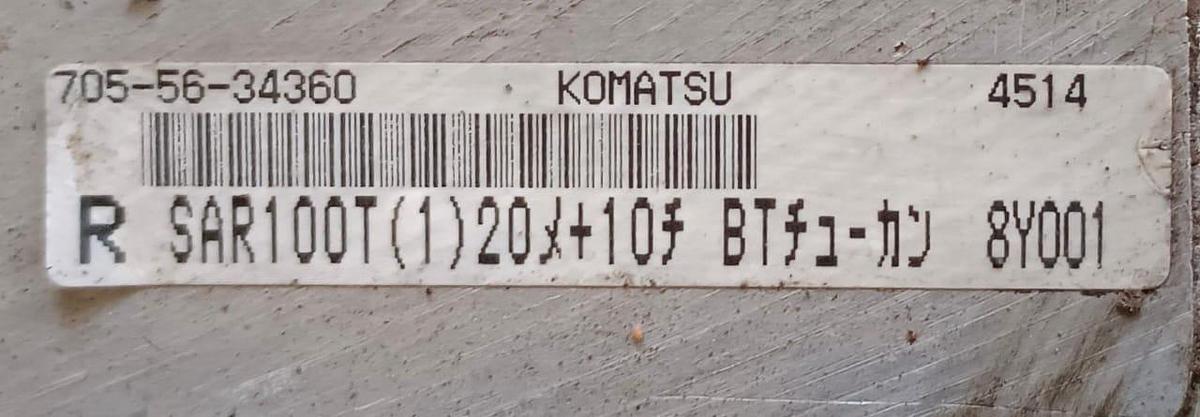 705-56-34360 KOMATSU 4514
R SAR100T(1)20メ+10チ BTチュ-カン 8Y001